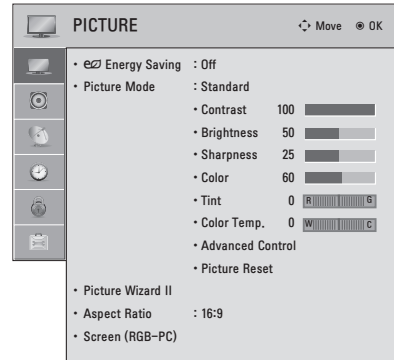 PICTURE Move OK
• Energy Saving : Off
• Picture Mode : Standard
• Contrast 100
• Brightness 50
• Sharpness 25
• Color 60
• Tint 0 R G
• Color Temp. 0 W C
• Advanced Control
• Picture Reset
• Picture Wizard II
• Aspect Ratio : 16:9
• Screen (RGB-PC)